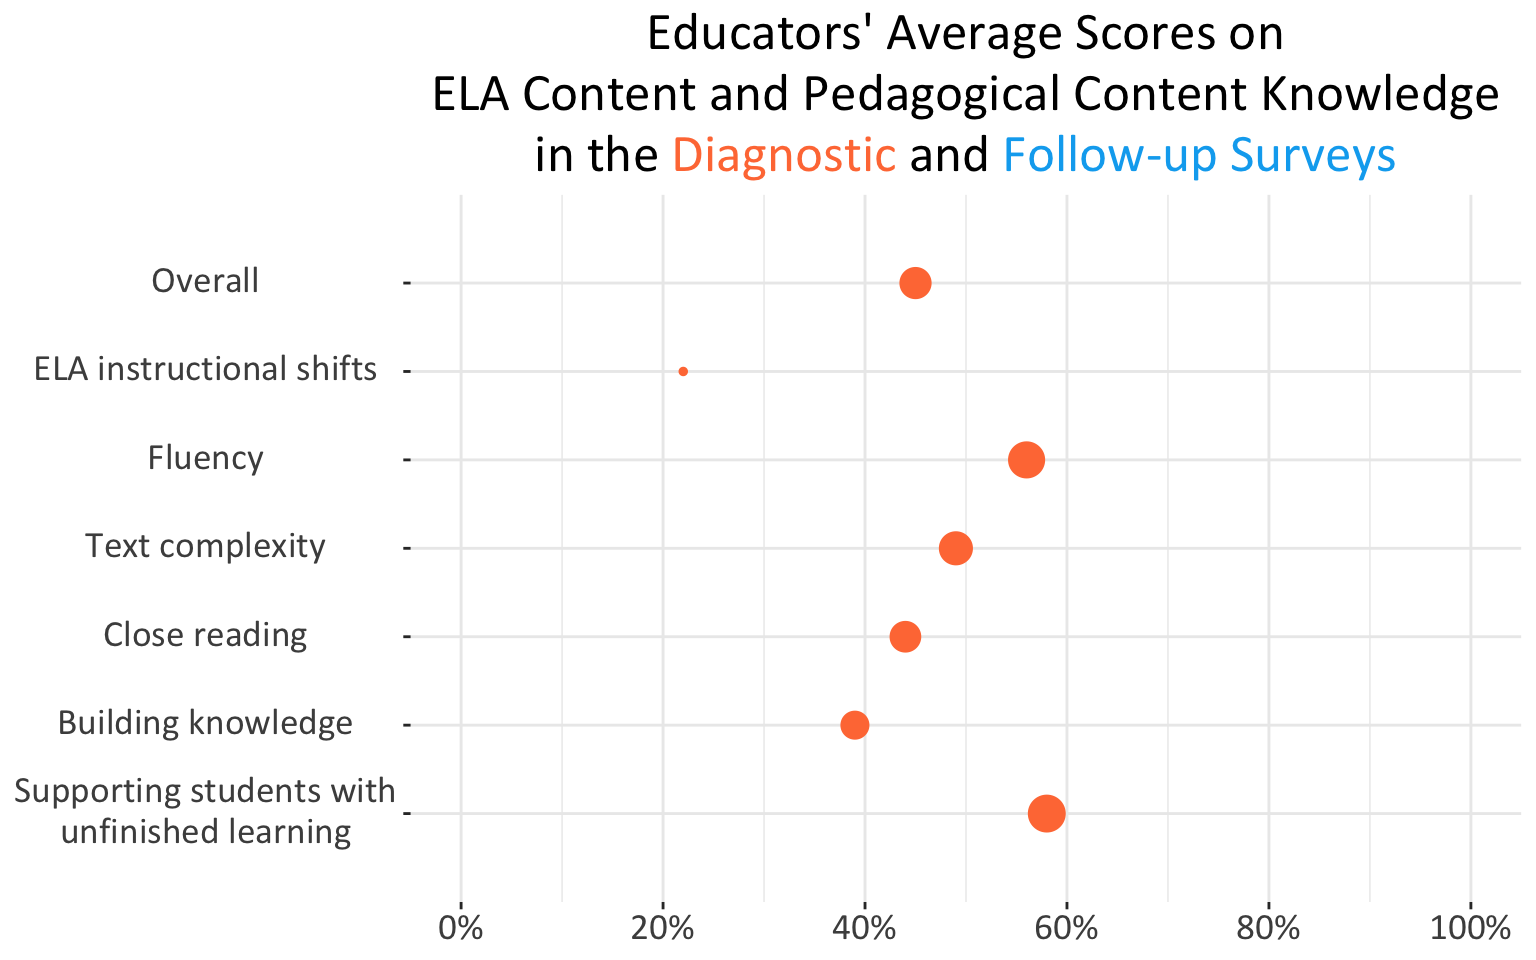 Educators' Average Scores on
ELA Content and Pedagogical Content Knowledge
in the Diagnostic and Follow-up Surveys
Overall
ELA instructional shifts
Fluency
Text complexity
Close reading
Building knowledge
Supporting students with
unfinished learning
0% 20% 40% 60% 80% 100%